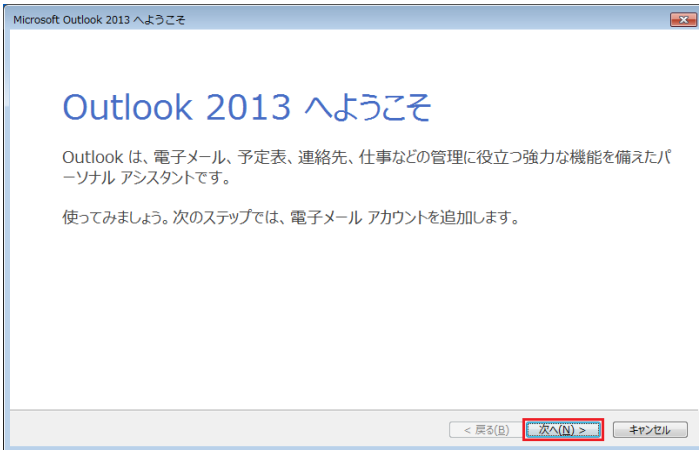 Microsoft Outlook 2013 へようこそ
Outlook 2013 へようこそ
Outlook は、電子メール、予定表、連絡先、仕事などの管理に役立つ強力な機能を備えたパ
ーソナル アシスタントです。
使ってみましょう。次のステップでは、電子メール アカウントを追加します。
< 戻る(B) 次へ(N) > キャンセル